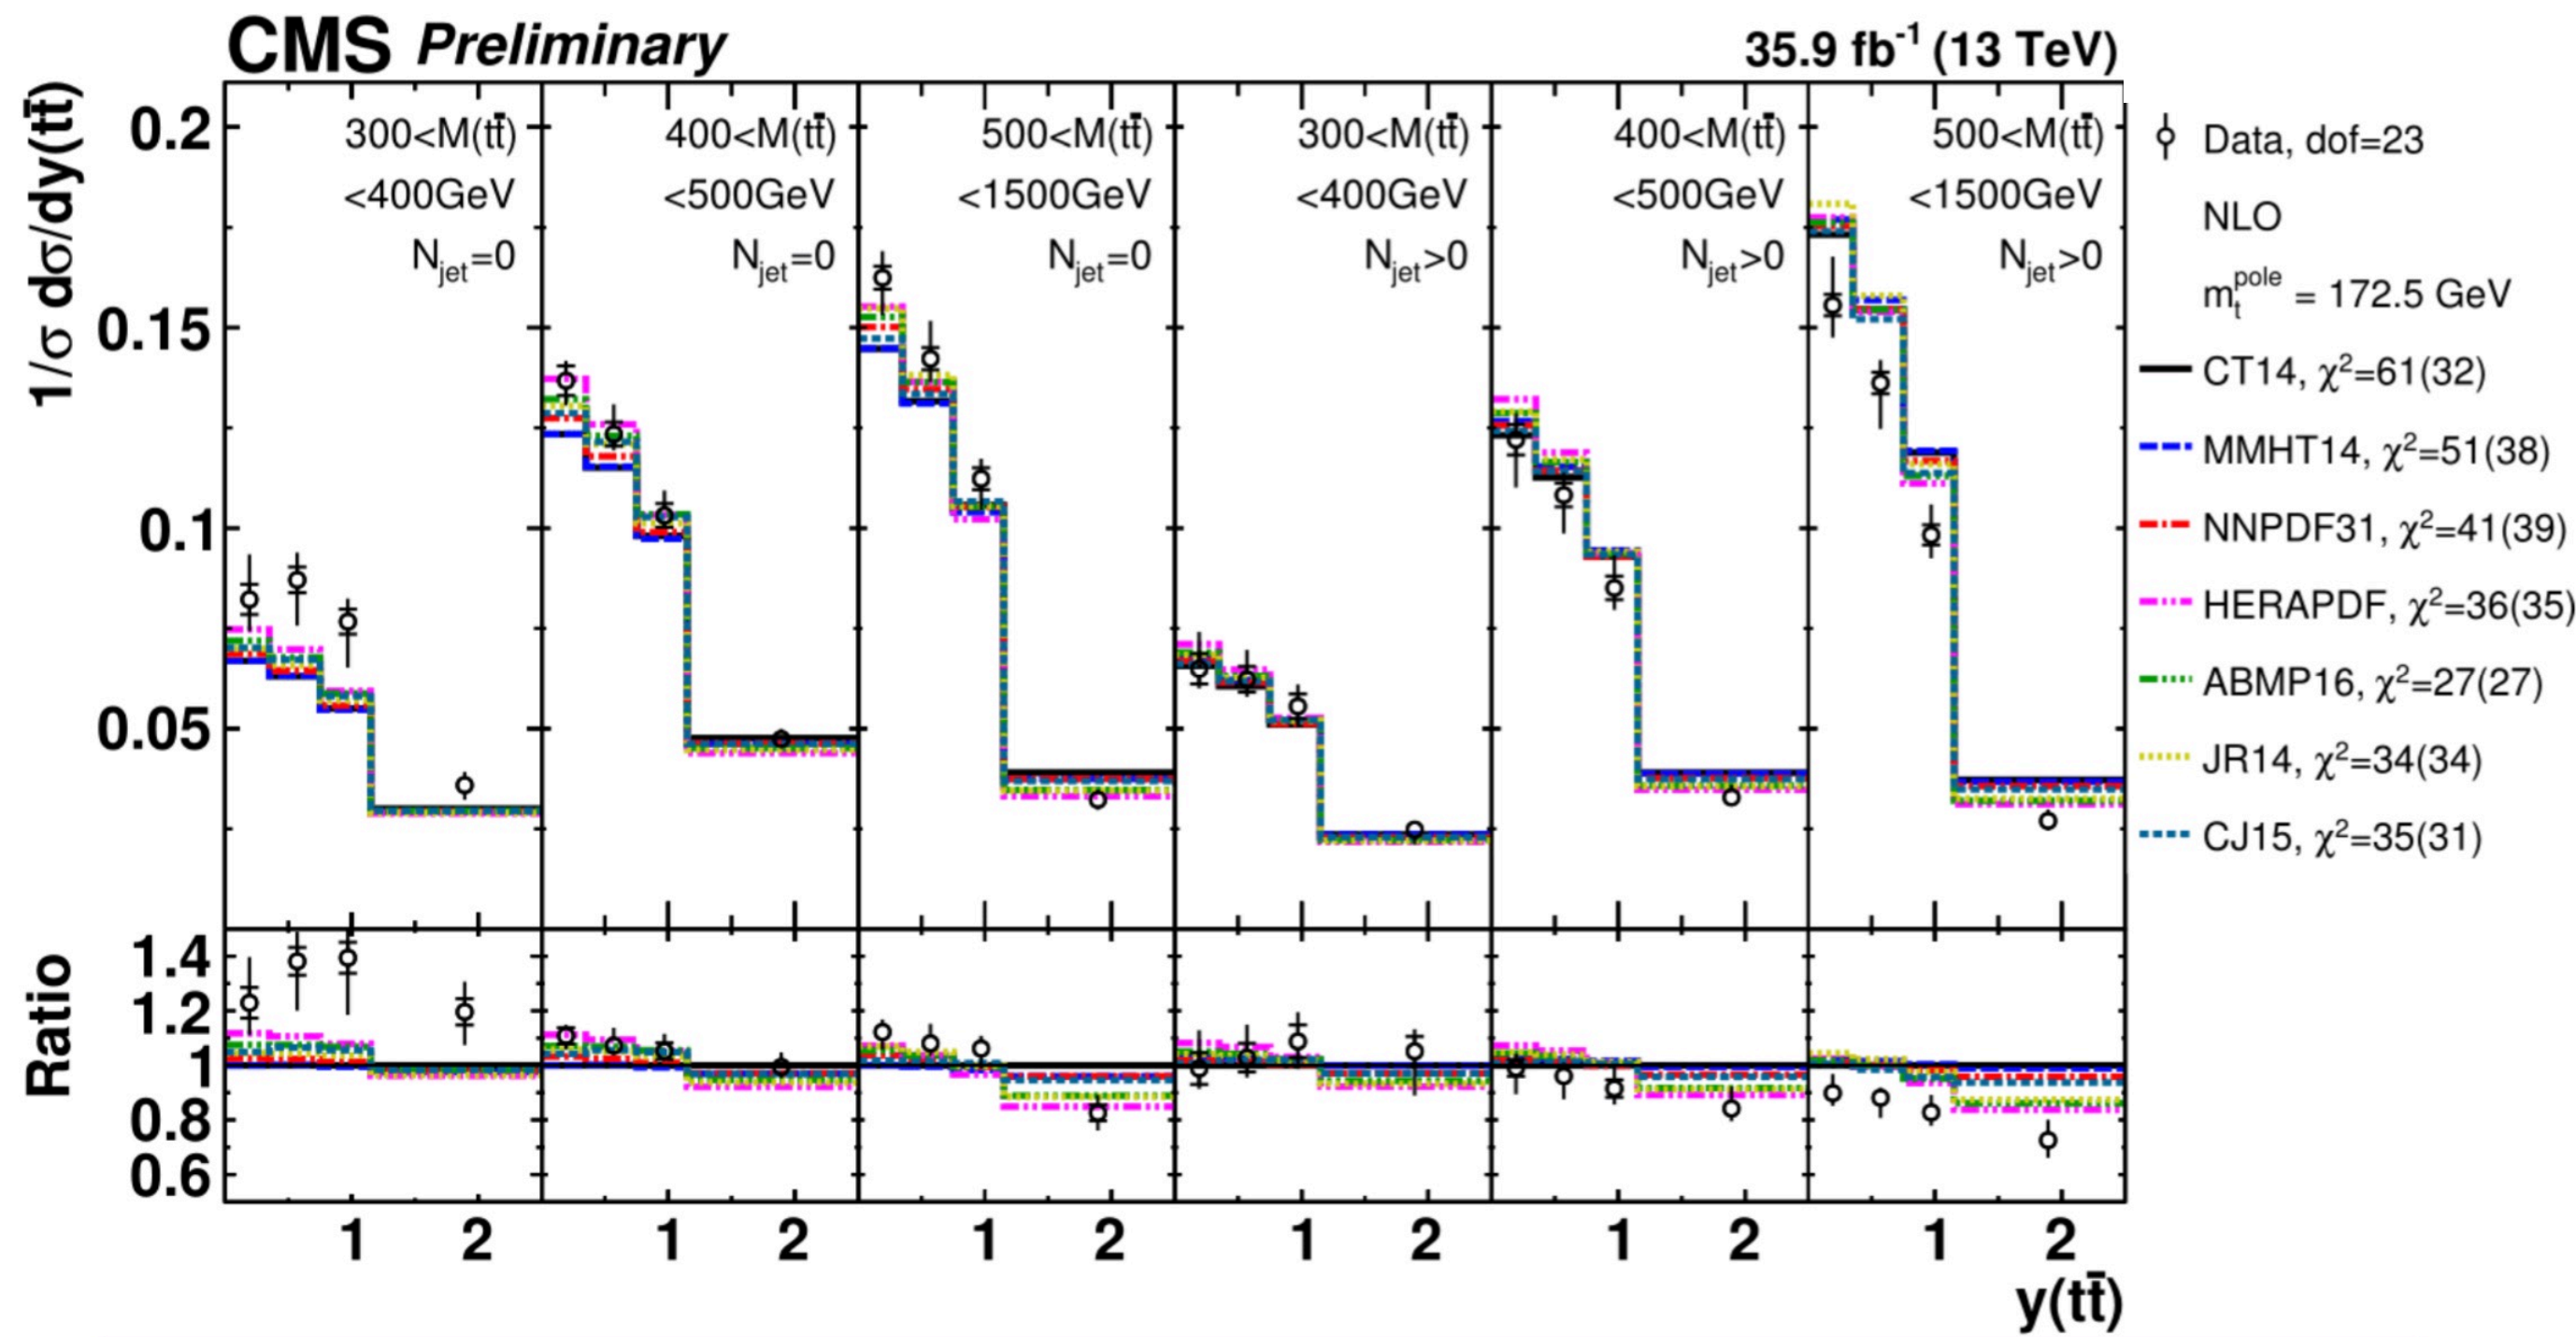 CMS Preliminary
35.9 fb⁻¹ (13 TeV)
1/σ dσ/dy(tt̄)
0.2
0.15
0.1
0.05
300<M(tt̄)
<400GeV
Njet=0
400<M(tt̄)
<500GeV
Njet=0
500<M(tt̄)
<1500GeV
Njet=0
300<M(tt̄)
<400GeV
Njet>0
400<M(tt̄)
<500GeV
Njet>0
500<M(tt̄)
<1500GeV
Njet>0
Data, dof=23
NLO
mₜᵖᵒˡᵉ = 172.5 GeV
CT14, χ²=61(32)
MMHT14, χ²=51(38)
NNPDF31, χ²=41(39)
HERAPDF, χ²=36(35)
ABMP16, χ²=27(27)
JR14, χ²=34(34)
CJ15, χ²=35(31)
Ratio
1.4
1.2
1
0.8
0.6
1 2 1 2 1 2 1 2 1 2 1 2
y(tt̄)